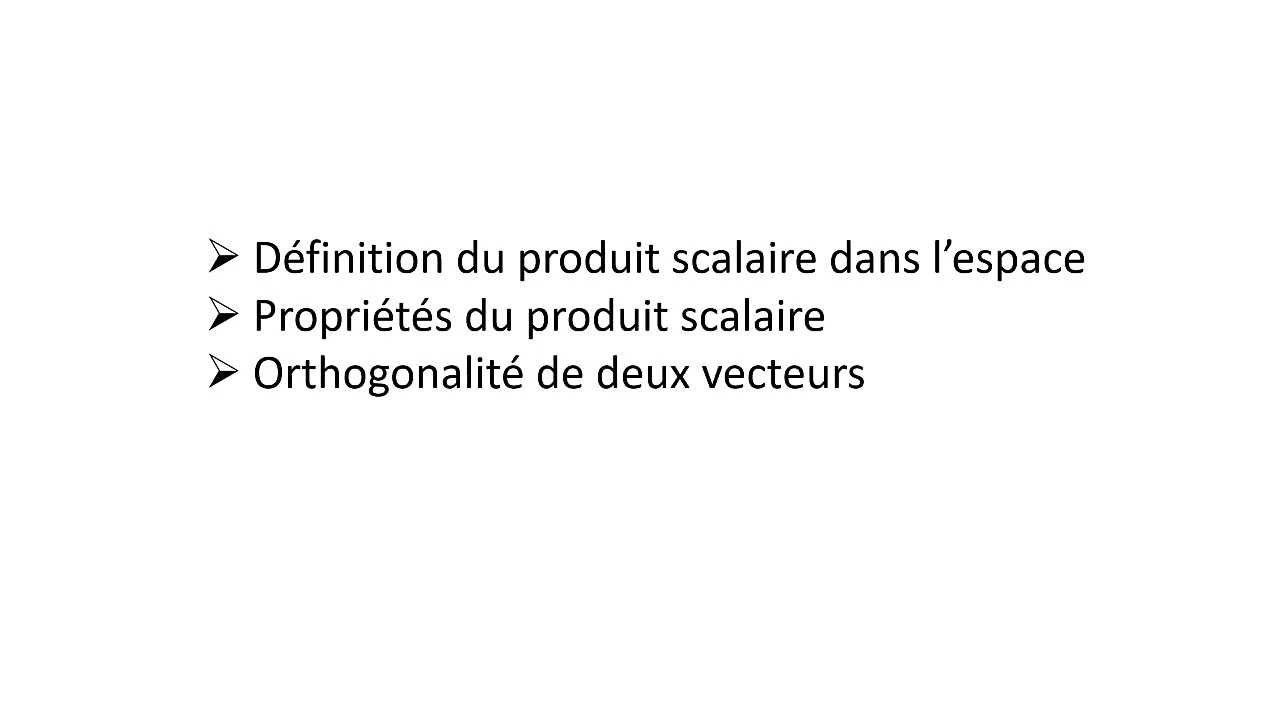 ➢ Définition du produit scalaire dans l’espace
➢ Propriétés du produit scalaire
➢ Orthogonalité de deux vecteurs